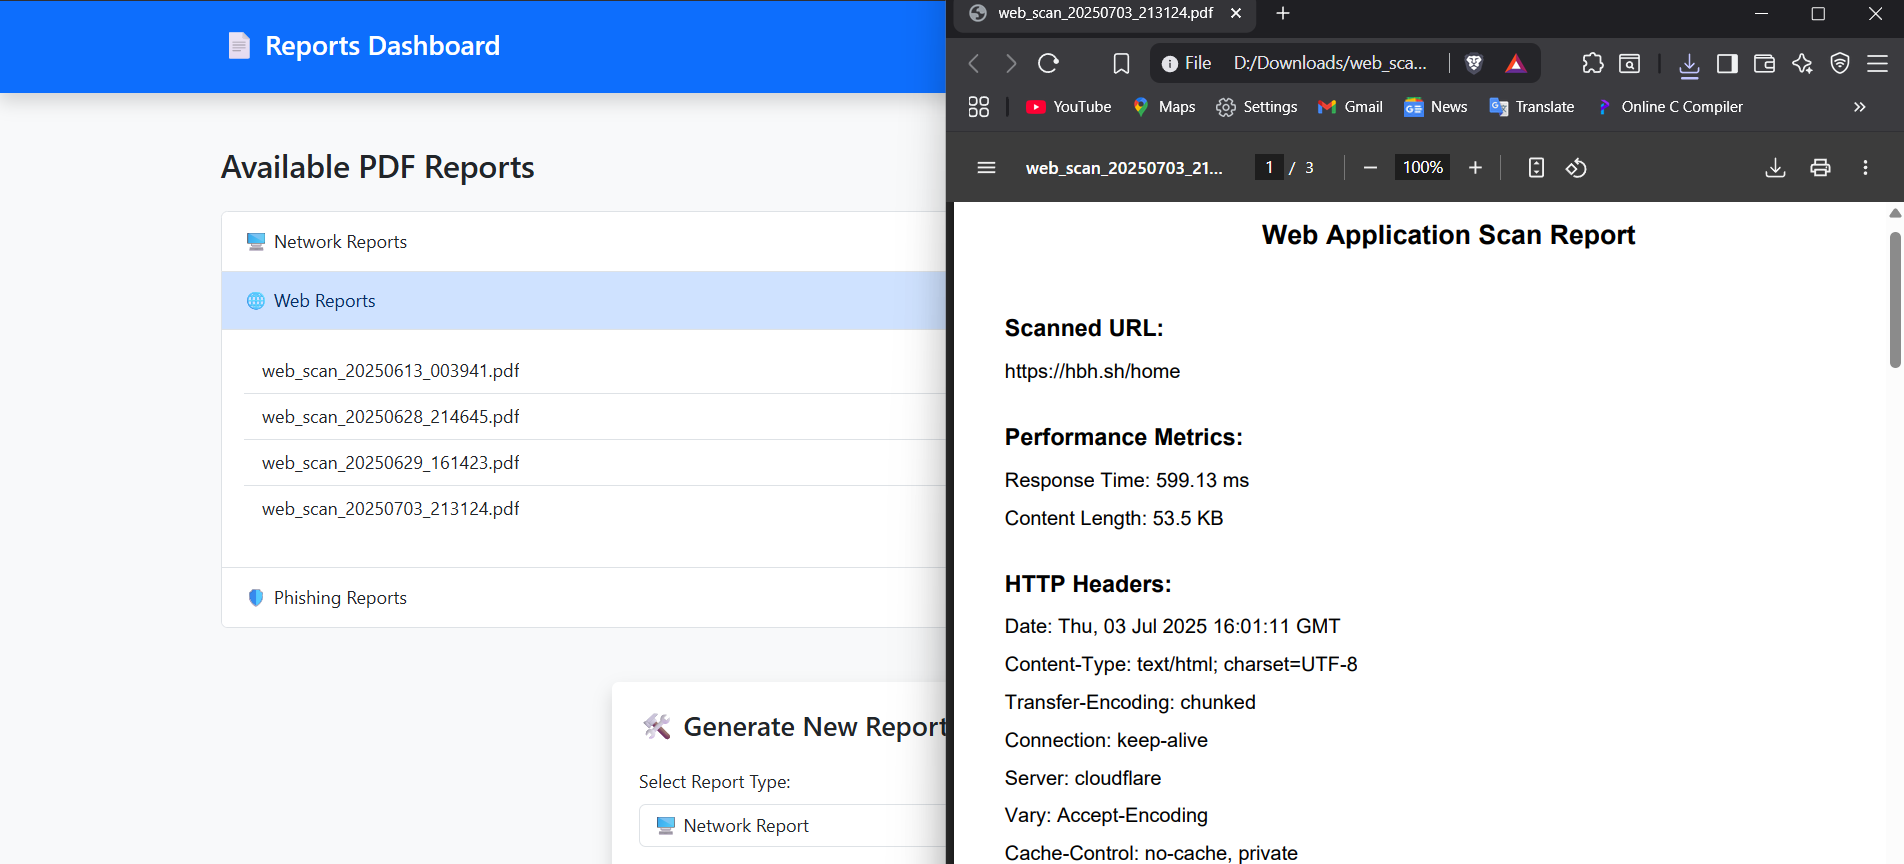 Reports Dashboard
Available PDF Reports
Network Reports
Web Reports
web_scan_20250613_003941.pdf
web_scan_20250628_214645.pdf
web_scan_20250629_161423.pdf
web_scan_20250703_213124.pdf
Phishing Reports
Generate New Report
Select Report Type:
Network Report
web_scan_20250703_213124.pdf
File D:/Downloads/web_sca...
YouTube Maps Settings Gmail News Translate Online C Compiler
web_scan_20250703_21... 1 / 3 100%
Web Application Scan Report
Scanned URL:
https://hbh.sh/home
Performance Metrics:
Response Time: 599.13 ms
Content Length: 53.5 KB
HTTP Headers:
Date: Thu, 03 Jul 2025 16:01:11 GMT
Content-Type: text/html; charset=UTF-8
Transfer-Encoding: chunked
Connection: keep-alive
Server: cloudflare
Vary: Accept-Encoding
Cache-Control: no-cache, private